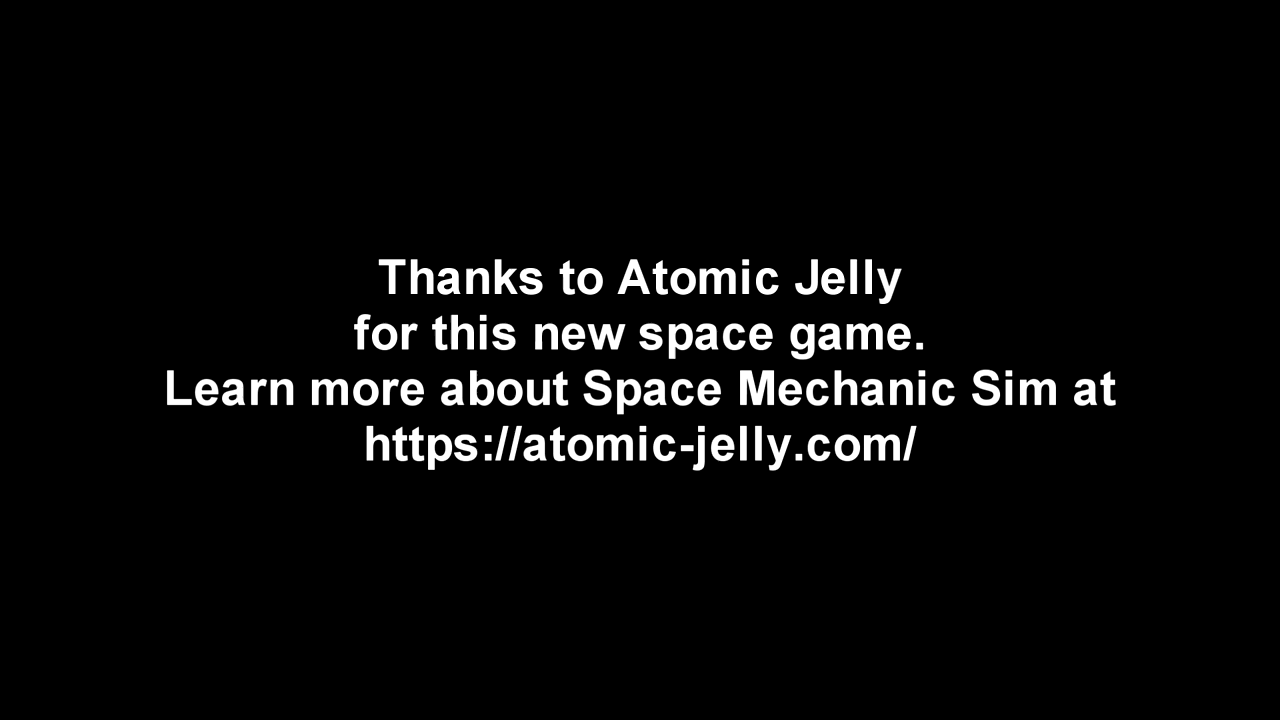 Thanks to Atomic Jelly
for this new space game.
Learn more about Space Mechanic Sim at
https://atomic-jelly.com/